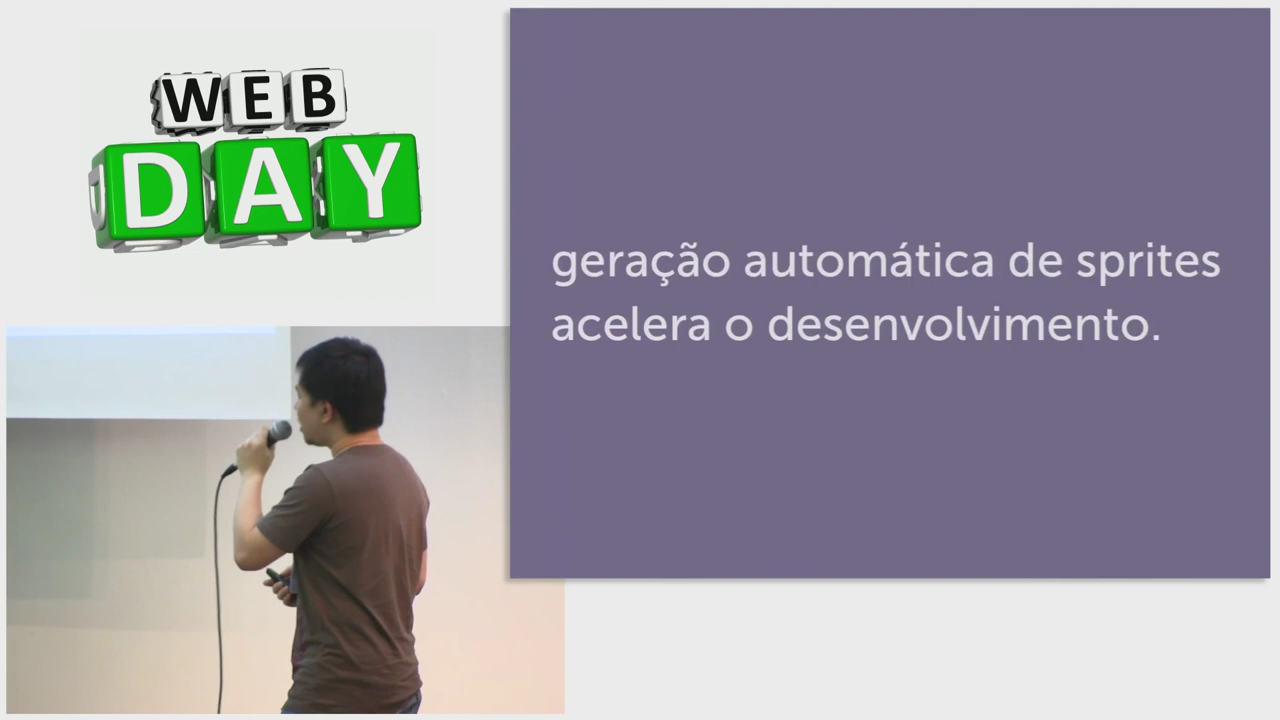 WEB
DAY
geração automática de sprites
acelera o desenvolvimento.